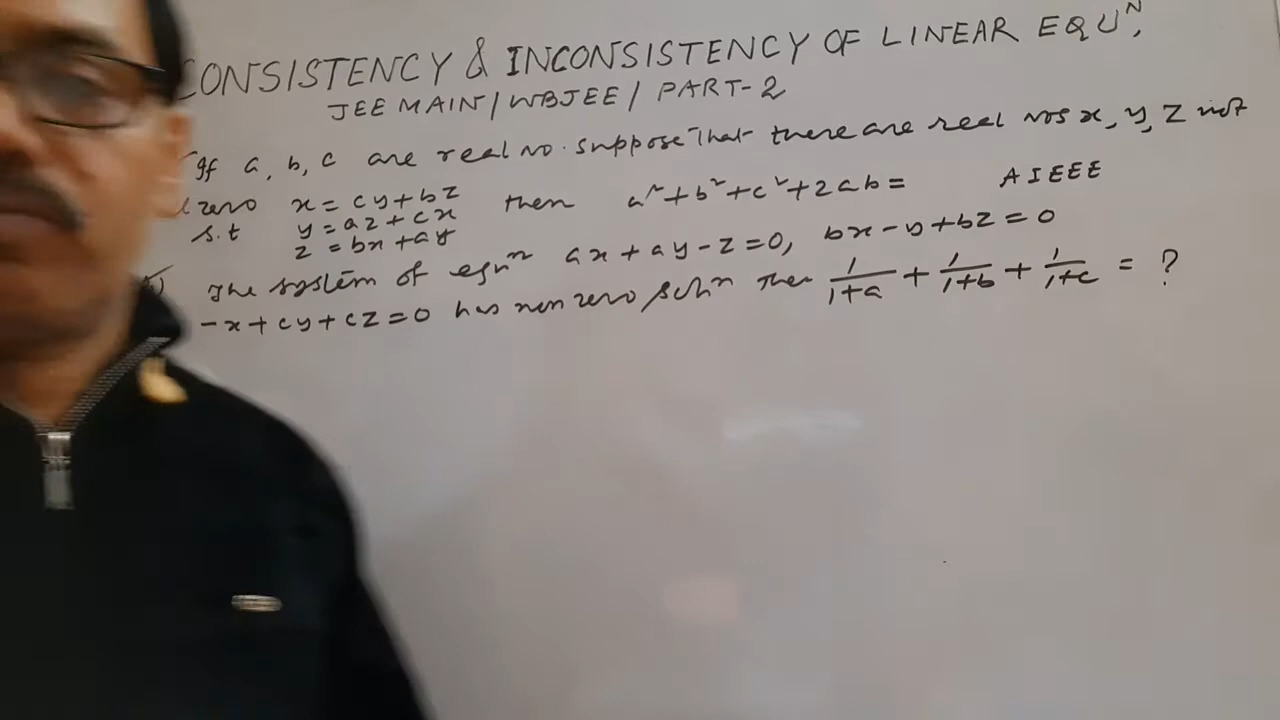 CONSISTENCY & INCONSISTENCY OF LINEAR EQUᴺ.
JEE MAIN/WBJEE/ PART-2
If a, b, c are real no. suppose that there are real nos x, y, z not
zero x = cy+bz then a²+b²+c²+2ab= AIEEE
s.t y = az+cx
z = bx+ay
The system of eqnⁿ ax+ay-z=0, bx-y+bz=0
-x+cy+cz=0 has non zero solⁿ then 1/1+a + 1/1+b + 1/1+c = ?